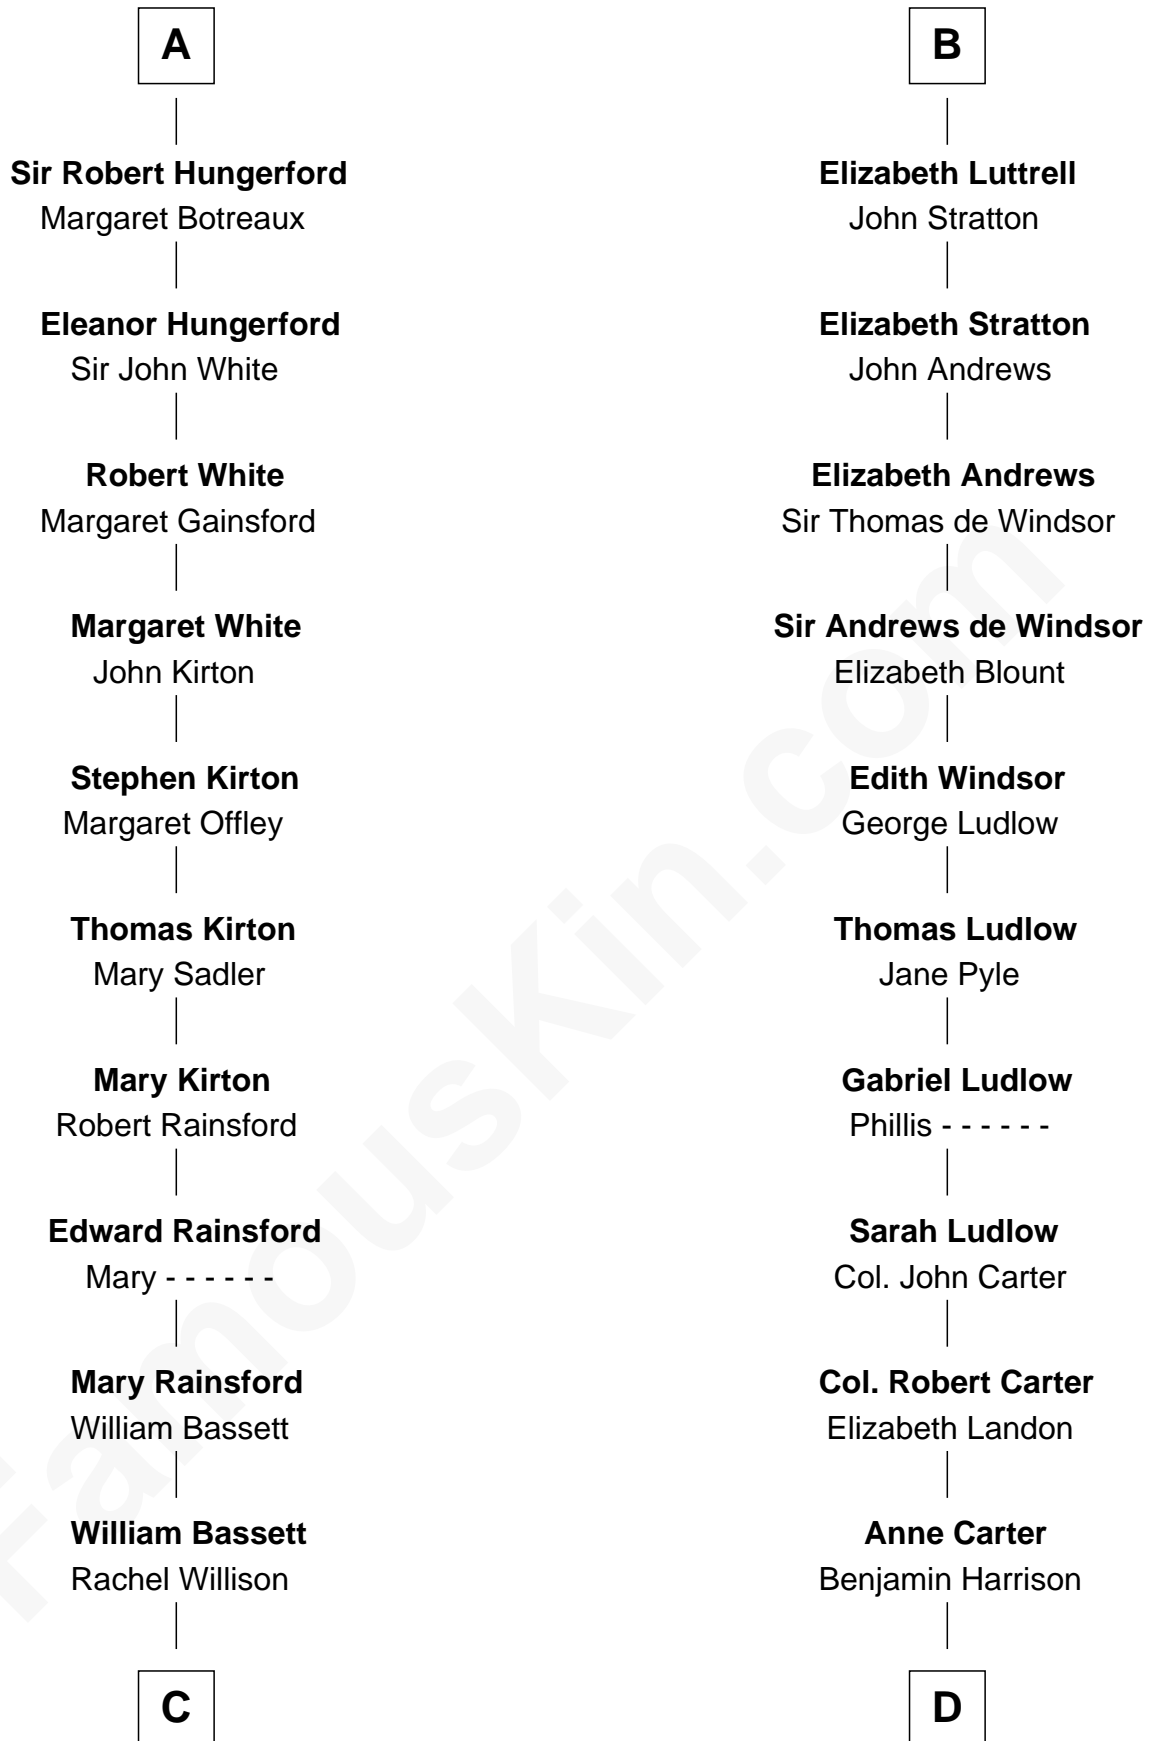 A
Sir Robert Hungerford
Margaret Botreaux
Eleanor Hungerford
Sir John White
Robert White
Margaret Gainsford
Margaret White
John Kirton
Stephen Kirton
Margaret Offley
Thomas Kirton
Mary Sadler
Mary Kirton
Robert Rainsford
Edward Rainsford
Mary - - - - - -
Mary Rainsford
William Bassett
William Bassett
Rachel Willison
C
B
Elizabeth Luttrell
John Stratton
Elizabeth Stratton
John Andrews
Elizabeth Andrews
Sir Thomas de Windsor
Sir Andrews de Windsor
Elizabeth Blount
Edith Windsor
George Ludlow
Thomas Ludlow
Jane Pyle
Gabriel Ludlow
Phillis - - - - - -
Sarah Ludlow
Col. John Carter
Col. Robert Carter
Elizabeth Landon
Anne Carter
Benjamin Harrison
D
FamousKin.com